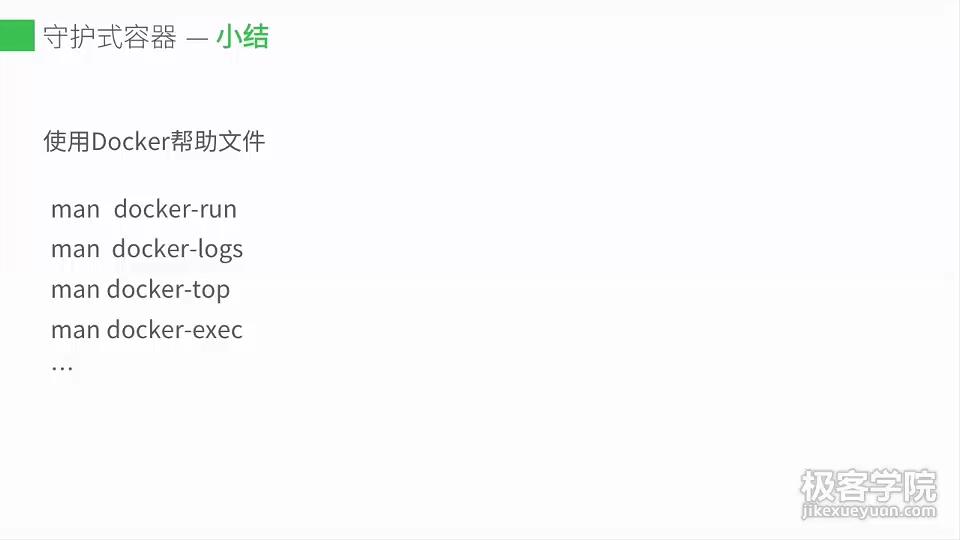 守护式容器 — 小结
使用Docker帮助文件
man docker-run
man docker-logs
man docker-top
man docker-exec
…
极客学院
jikexueyuan.com